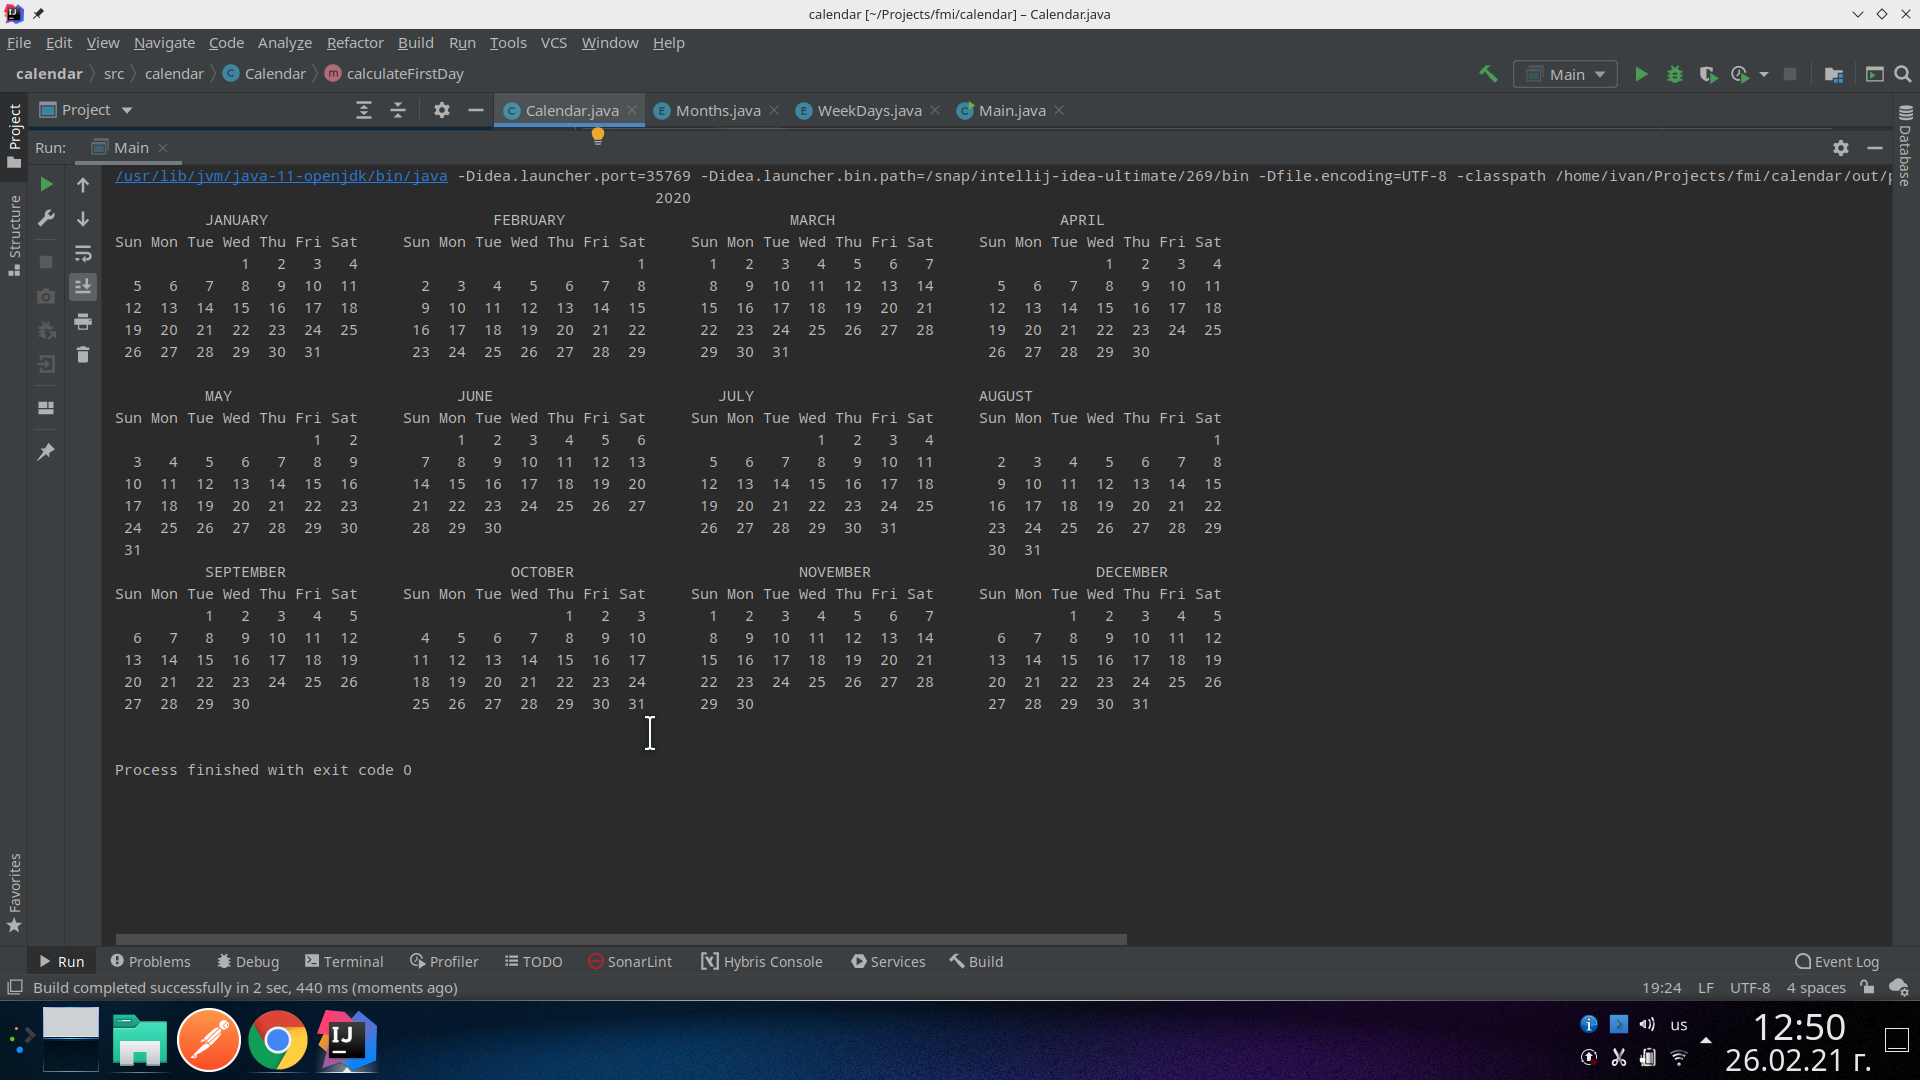 calendar [~/Projects/fmi/calendar] – Calendar.java
File Edit View Navigate Code Analyze Refactor Build Run Tools VCS Window Help
calendar src calendar C Calendar m calculateFirstDay Main
Project C Calendar.java E Months.java E WeekDays.java C Main.java
Run: Main
/usr/lib/jvm/java-11-openjdk/bin/java -Didea.launcher.port=35769 -Didea.launcher.bin.path=/snap/intellij-idea-ultimate/269/bin -Dfile.encoding=UTF-8 -classpath /home/ivan/Projects/fmi/calendar/out/p
2020
JANUARY FEBRUARY MARCH APRIL
Sun Mon Tue Wed Thu Fri Sat Sun Mon Tue Wed Thu Fri Sat Sun Mon Tue Wed Thu Fri Sat Sun Mon Tue Wed Thu Fri Sat
1 2 3 4 1 1 2 3 4 5 6 7 1 2 3 4
5 6 7 8 9 10 11 2 3 4 5 6 7 8 8 9 10 11 12 13 14 5 6 7 8 9 10 11
12 13 14 15 16 17 18 9 10 11 12 13 14 15 15 16 17 18 19 20 21 12 13 14 15 16 17 18
19 20 21 22 23 24 25 16 17 18 19 20 21 22 22 23 24 25 26 27 28 19 20 21 22 23 24 25
26 27 28 29 30 31 23 24 25 26 27 28 29 29 30 31 26 27 28 29 30
MAY JUNE JULY AUGUST
Sun Mon Tue Wed Thu Fri Sat Sun Mon Tue Wed Thu Fri Sat Sun Mon Tue Wed Thu Fri Sat Sun Mon Tue Wed Thu Fri Sat
1 2 1 2 3 4 5 6 1 2 3 4 1
3 4 5 6 7 8 9 7 8 9 10 11 12 13 5 6 7 8 9 10 11 2 3 4 5 6 7 8
10 11 12 13 14 15 16 14 15 16 17 18 19 20 12 13 14 15 16 17 18 9 10 11 12 13 14 15
17 18 19 20 21 22 23 21 22 23 24 25 26 27 19 20 21 22 23 24 25 16 17 18 19 20 21 22
24 25 26 27 28 29 30 28 29 30 26 27 28 29 30 31 23 24 25 26 27 28 29
31 30 31
SEPTEMBER OCTOBER NOVEMBER DECEMBER
Sun Mon Tue Wed Thu Fri Sat Sun Mon Tue Wed Thu Fri Sat Sun Mon Tue Wed Thu Fri Sat Sun Mon Tue Wed Thu Fri Sat
1 2 3 4 5 1 2 3 1 2 3 4 5 6 7 1 2 3 4 5
6 7 8 9 10 11 12 4 5 6 7 8 9 10 8 9 10 11 12 13 14 6 7 8 9 10 11 12
13 14 15 16 17 18 19 11 12 13 14 15 16 17 15 16 17 18 19 20 21 13 14 15 16 17 18 19
20 21 22 23 24 25 26 18 19 20 21 22 23 24 22 23 24 25 26 27 28 20 21 22 23 24 25 26
27 28 29 30 25 26 27 28 29 30 31 29 30 27 28 29 30 31
Process finished with exit code 0
Project
Structure
Favorites
Database
Run Problems Debug Terminal Profiler TODO SonarLint Hybris Console Services Build Event Log
Build completed successfully in 2 sec, 440 ms (moments ago) 19:24 LF UTF-8 4 spaces
IJ
us 12:50
26.02.21 г.